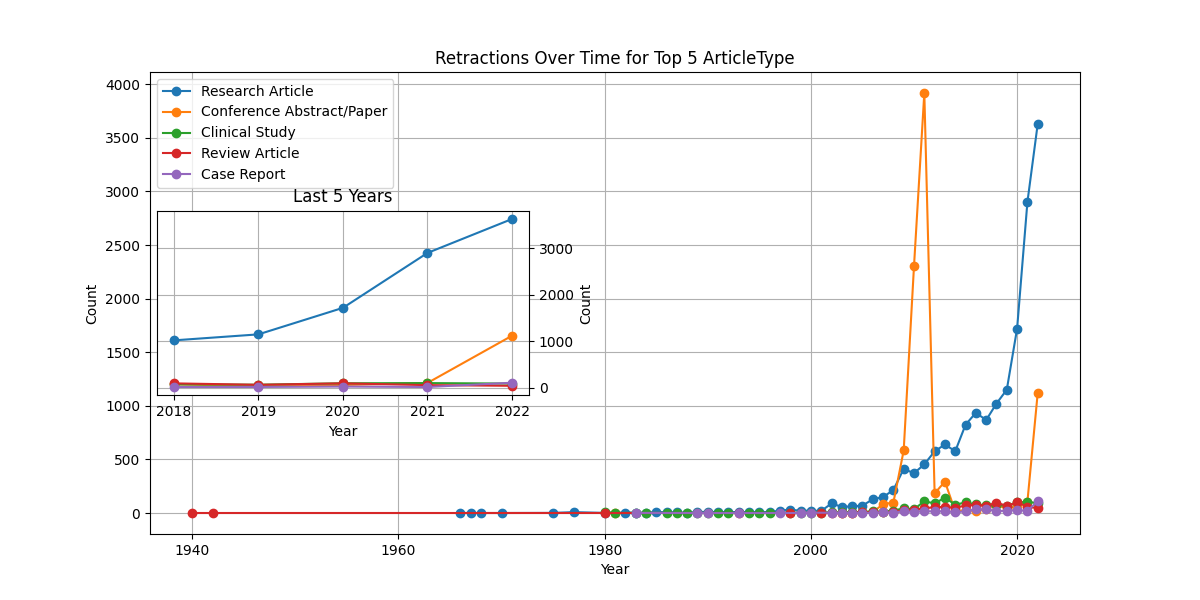 Retractions Over Time for Top 5 ArticleType
4000
3500
3000
2500
2000
1500
1000
500
0
Count
Research Article
Conference Abstract/Paper
Clinical Study
Review Article
Case Report
Last 5 Years
3000
2000
1000
0
Count
2018 2019 2020 2021 2022
Year
1940 1960 1980 2000 2020
Year